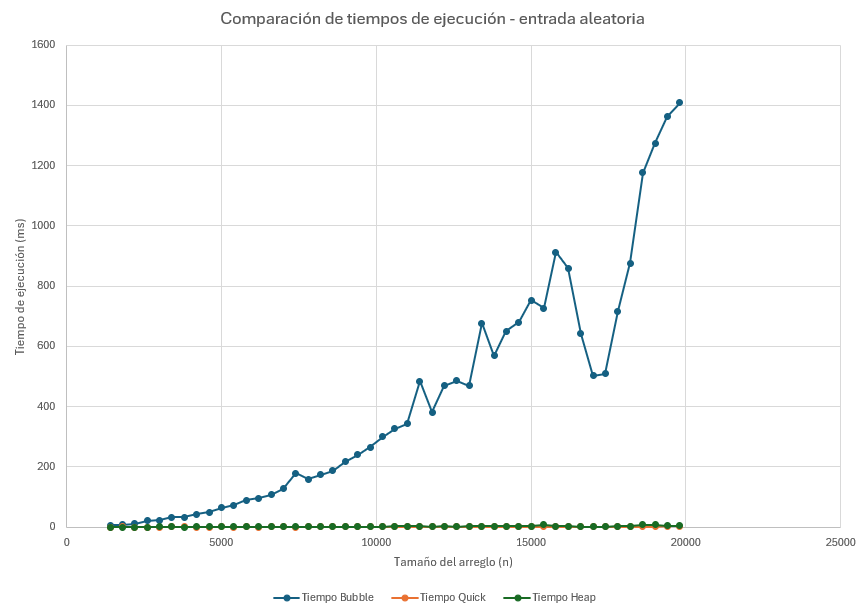 Comparación de tiempos de ejecución - entrada aleatoria
1600
1400
1200
1000
800
600
400
200
0
Tiempo de ejecución (ms)
0 5000 10000 15000 20000 25000
Tamaño del arreglo (n)
Tiempo Bubble Tiempo Quick Tiempo Heap